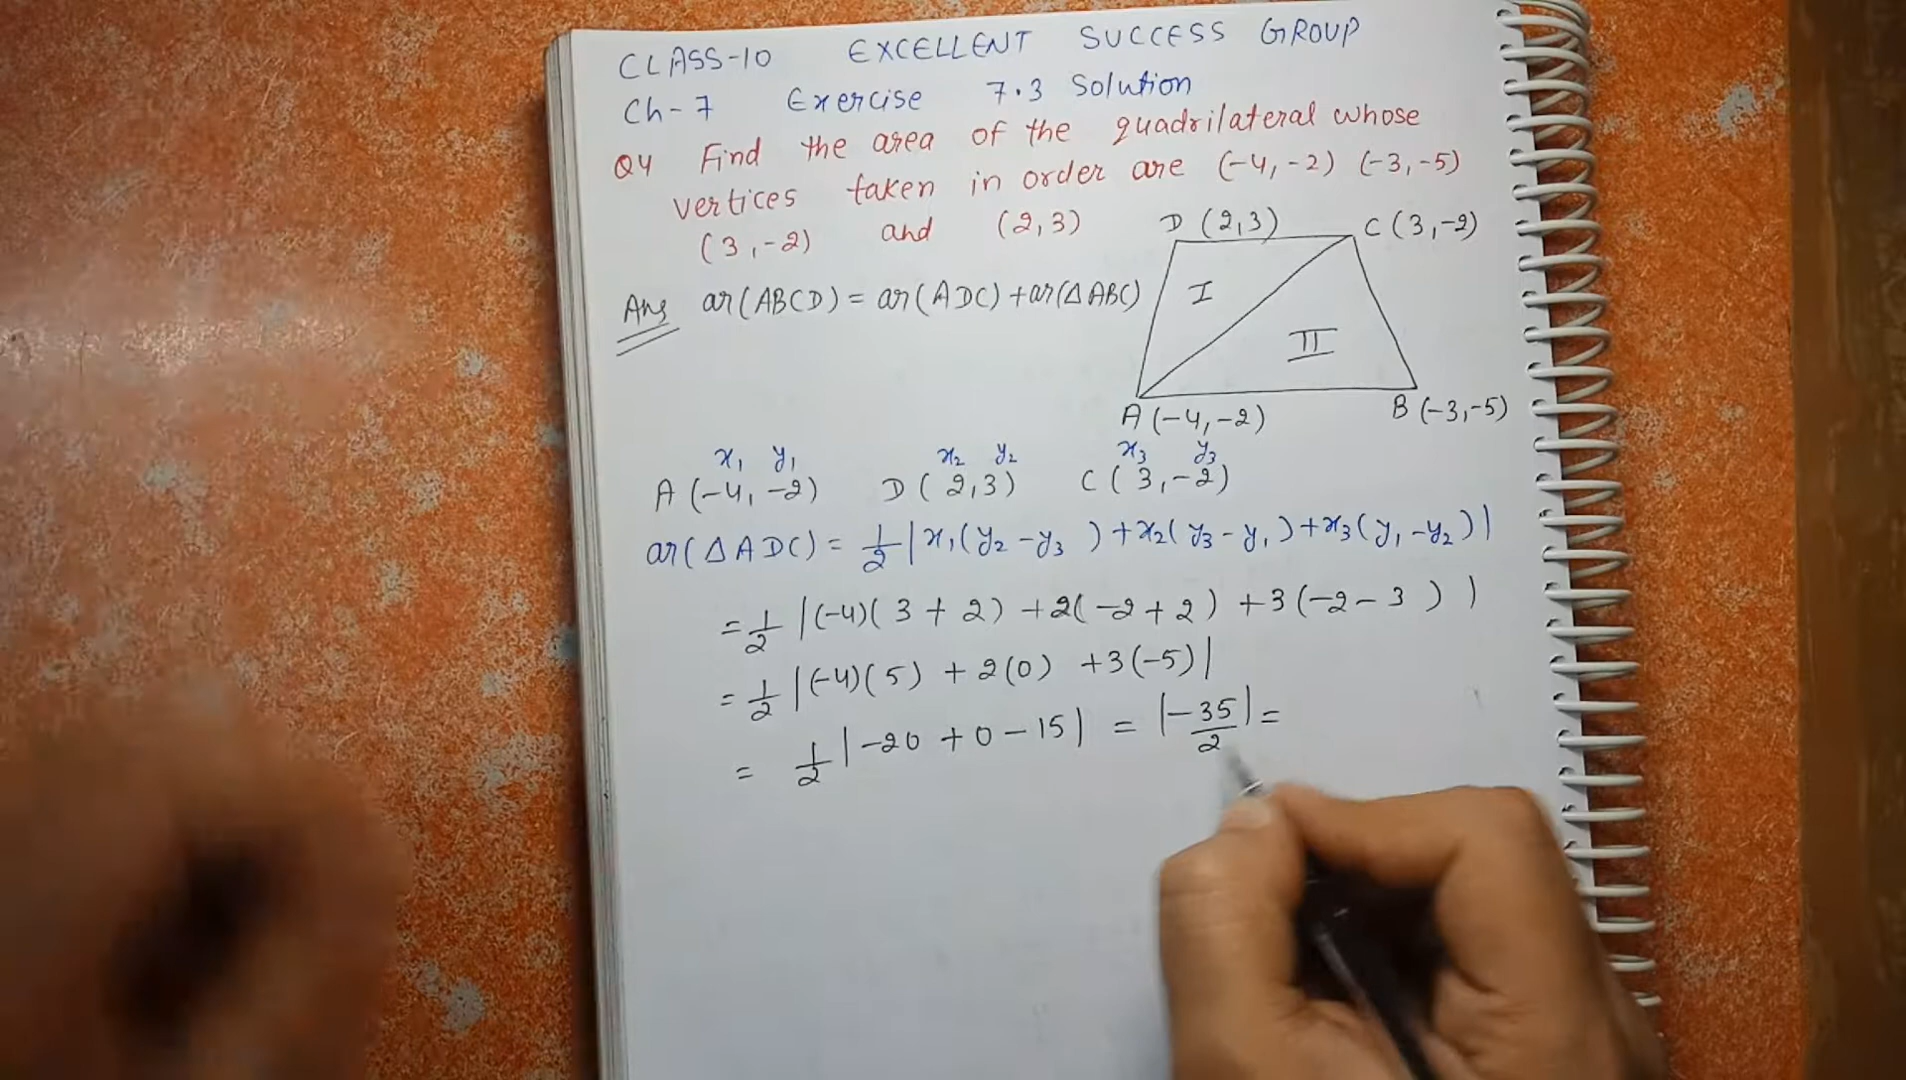 CLASS-10 EXCELLENT SUCCESS GROUP
Ch-7 Exercise 7.3 Solution
Q4 Find the area of the quadrilateral whose
vertices taken in order are (-4,-2) (-3,-5)
(3,-2) and (2,3)
D (2,3) C (3,-2)
Ans ar(ABCD) = ar(ADC)+ar(△ABC)
I
II
A (-4,-2) B (-3,-5)
x₁ y₁ x₂ y₂ x₃ y₃
A (-4,-2) D (2,3) C (3,-2)
ar(△ADC) = 1/2 |x₁(y₂-y₃)+x₂(y₃-y₁)+x₃(y₁-y₂)|
= 1/2 |(-4)(3+2)+2(-2+2)+3(-2-3)|
= 1/2 |(-4)(5)+2(0)+3(-5)|
= 1/2 |-20+0-15| = |-35/2| =